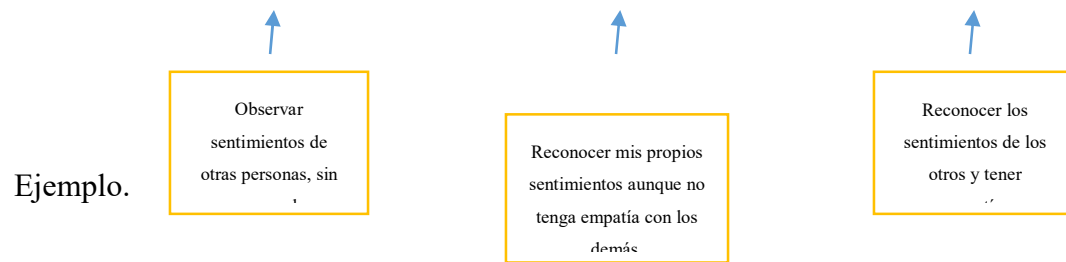 Ejemplo.
Observar
sentimientos de
otras personas, sin
Reconocer mis propios
sentimientos aunque no
tenga empatía con los
demás
Reconocer los
sentimientos de los
otros y tener